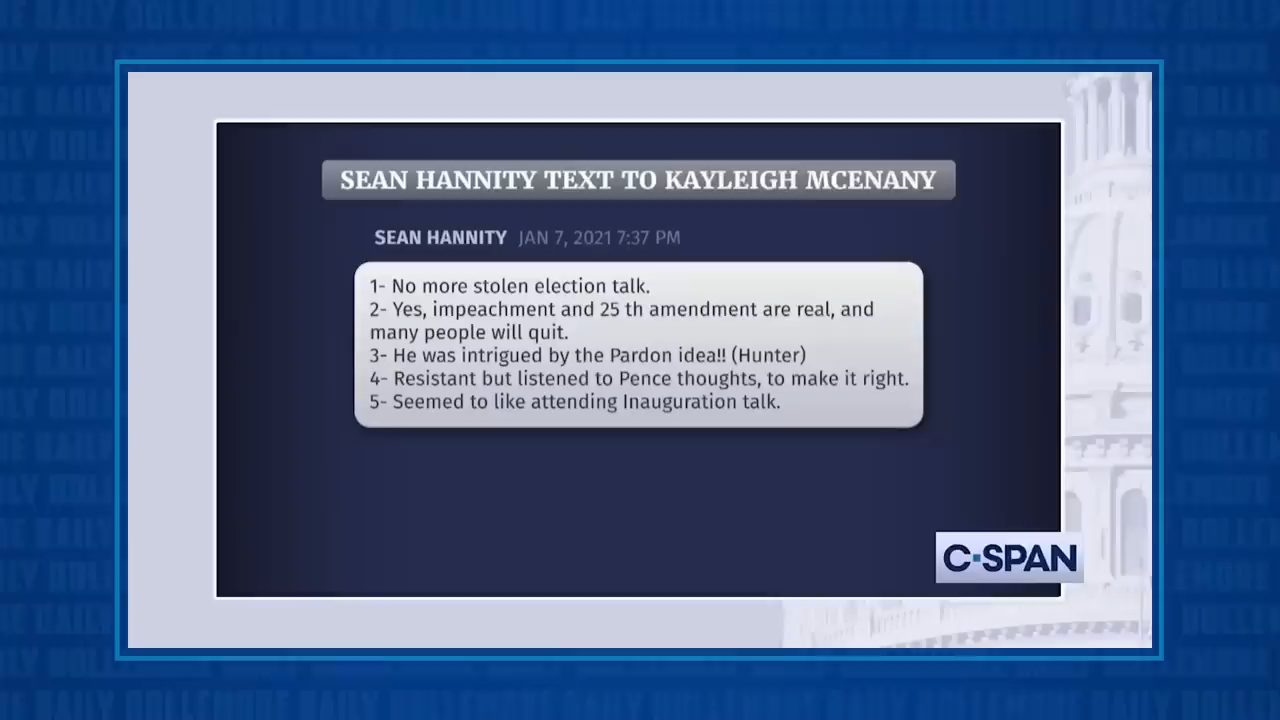 SEAN HANNITY TEXT TO KAYLEIGH MCENANY
SEAN HANNITY JAN 7, 2021 7:37 PM
1- No more stolen election talk.
2- Yes, impeachment and 25 th amendment are real, and
many people will quit.
3- He was intrigued by the Pardon idea!! (Hunter)
4- Resistant but listened to Pence thoughts, to make it right.
5- Seemed to like attending Inauguration talk.
C-SPAN